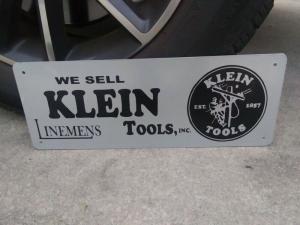 WE SELL
KLEIN
LINEMENS TOOLS, INC.
KLEIN
EST. 1857
TOOLS